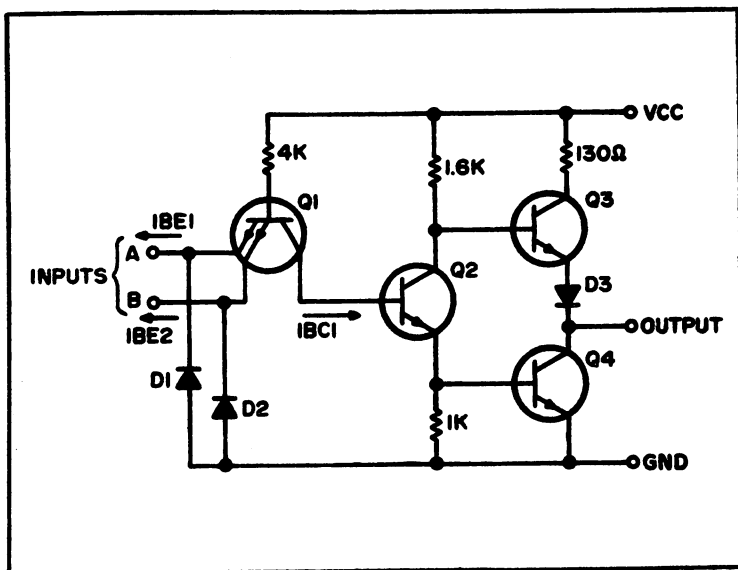 VCC
4K
1.6K
130Ω
Q1
Q3
IBE1
A
INPUTS
Q2
D3
B
IBE2
IBC1
OUTPUT
Q4
D1
D2
1K
GND